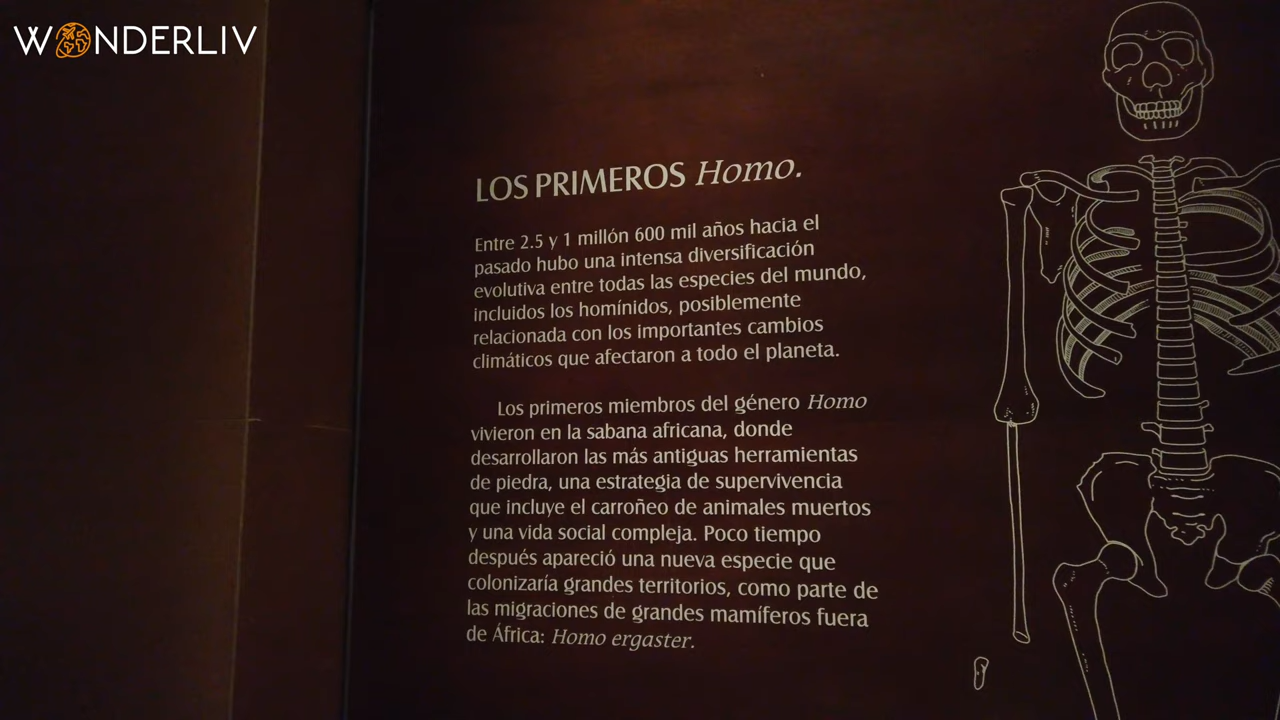 WONDERLIV
LOS PRIMEROS Homo.
Entre 2.5 y 1 millón 600 mil años hacia el
pasado hubo una intensa diversificación
evolutiva entre todas las especies del mundo,
incluidos los homínidos, posiblemente
relacionada con los importantes cambios
climáticos que afectaron a todo el planeta.
Los primeros miembros del género Homo
vivieron en la sabana africana, donde
desarrollaron las más antiguas herramientas
de piedra, una estrategia de supervivencia
que incluye el carroñeo de animales muertos
y una vida social compleja. Poco tiempo
después apareció una nueva especie que
colonizaría grandes territorios, como parte de
las migraciones de grandes mamíferos fuera
de África: Homo ergaster.